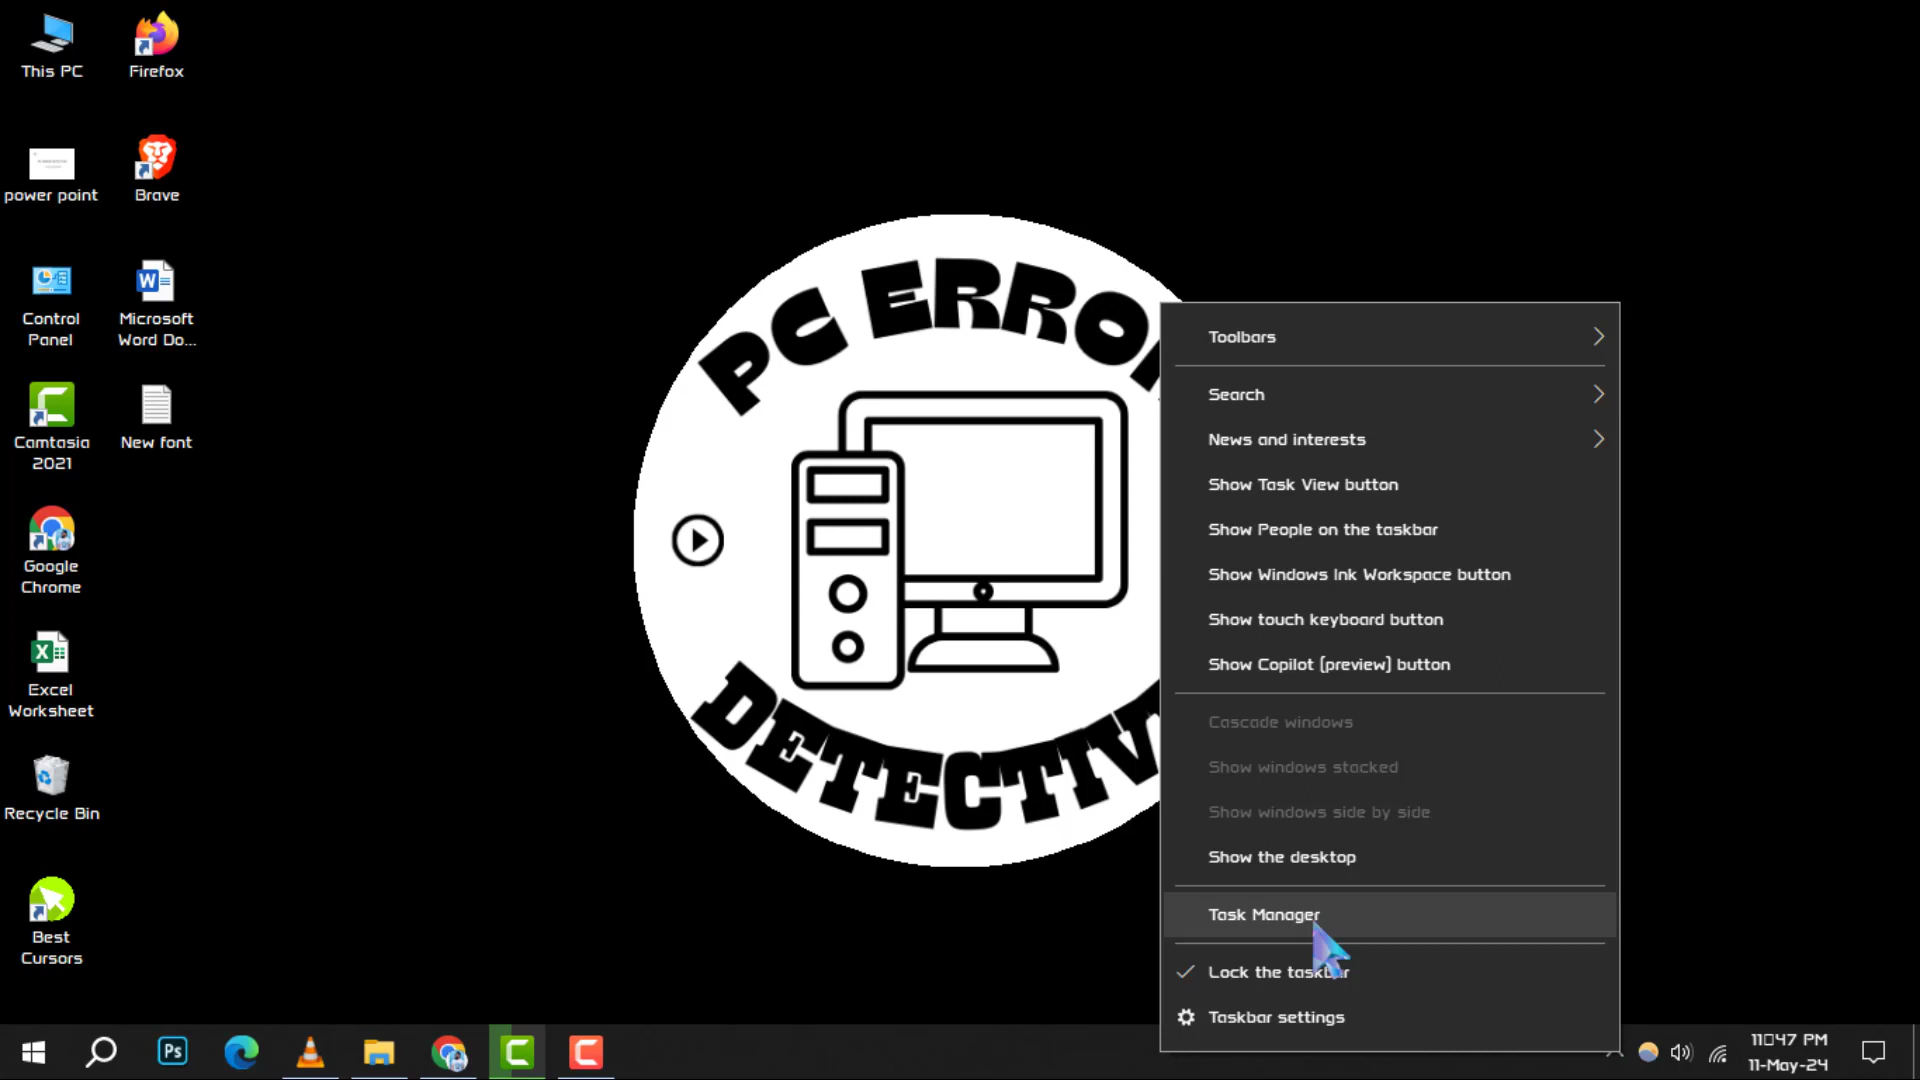 This PC
Firefox
power point
Brave
Control
Panel
Microsoft
Word Do...
Camtasia
2021
New font
Google
Chrome
Excel
Worksheet
Recycle Bin
Best
Cursors
PC ERRO
DETECTIV
Toolbars
Search
News and interests
Show Task View button
Show People on the taskbar
Show Windows Ink Workspace button
Show touch keyboard button
Show Copilot (preview) button
Cascade windows
Show windows stacked
Show windows side by side
Show the desktop
Task Manager
Lock the taskbar
Taskbar settings
Ps
11□47 PM
11-May-24